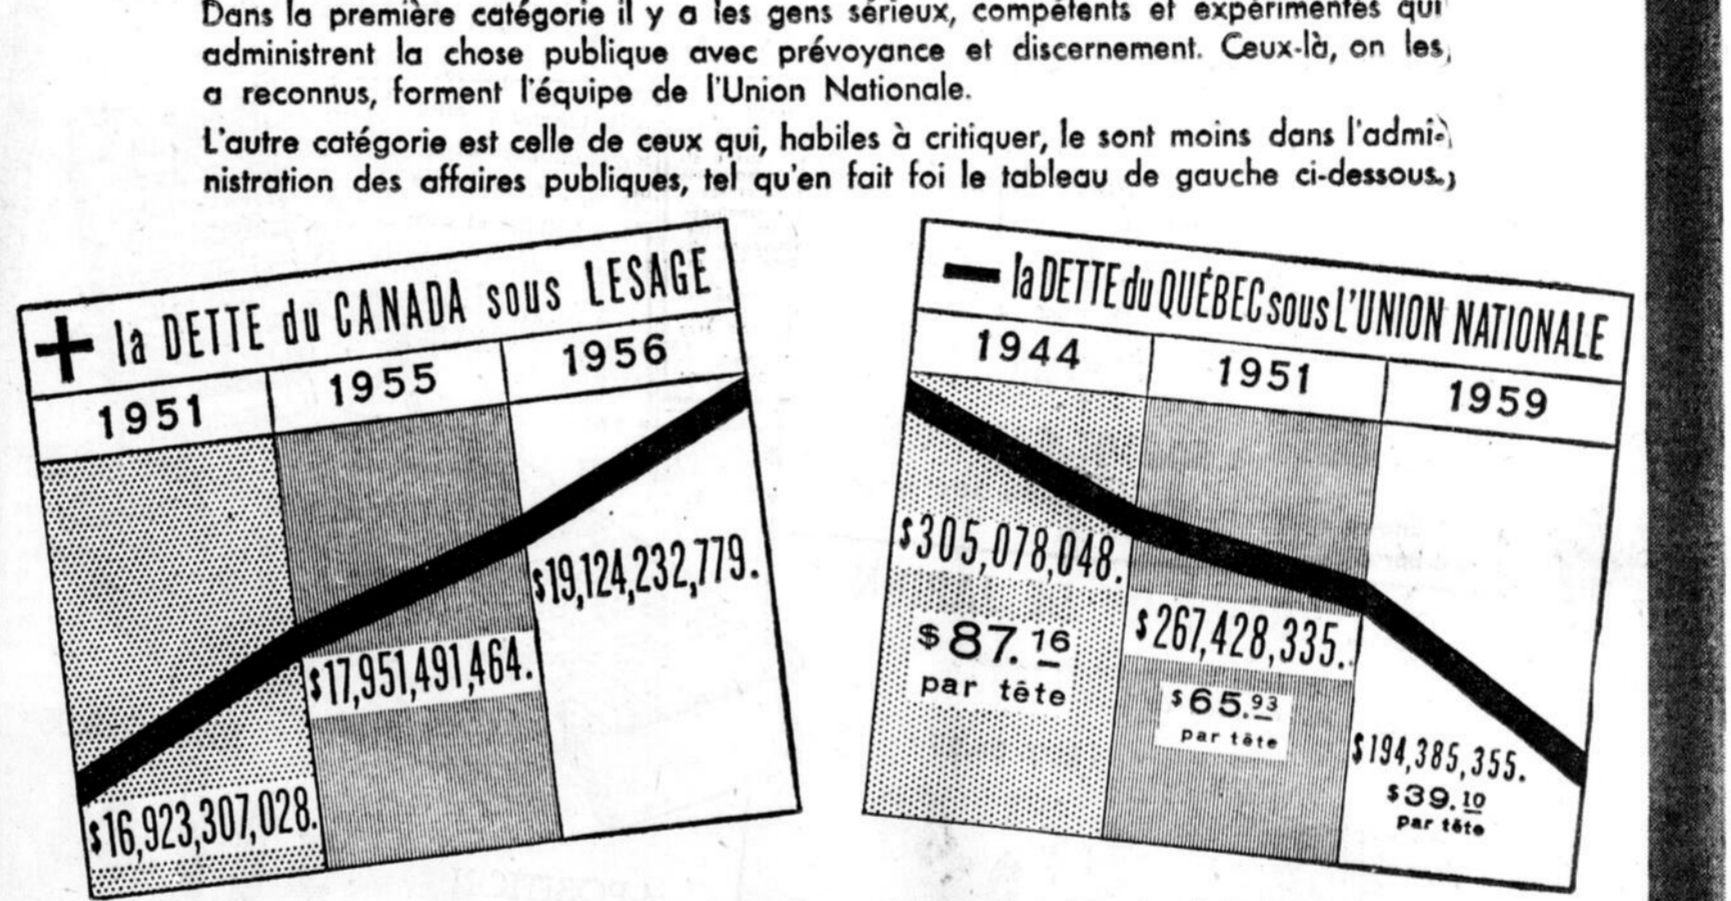 Dans la première catégorie il y a les gens sérieux, compétents et expérimentés qui
administrent la chose publique avec prévoyance et discernement. Ceux-là, on les
a reconnus, forment l'équipe de l'Union Nationale.
L'autre catégorie est celle de ceux qui, habiles à critiquer, le sont moins dans l'admi-
nistration des affaires publiques, tel qu'en fait foi le tableau de gauche ci-dessous.
+ la DETTE du CANADA sous LESAGE
1951 1955 1956
$19,124,232,779.
$17,951,491,464.
$16,923,307,028.
— la DETTE du QUÉBEC sous L'UNION NATIONALE
1944 1951 1959
$305,078,048.
$87.16
par tête
$267,428,335.
$65.93
par tête
$194,385,355.
$39.10
par tête